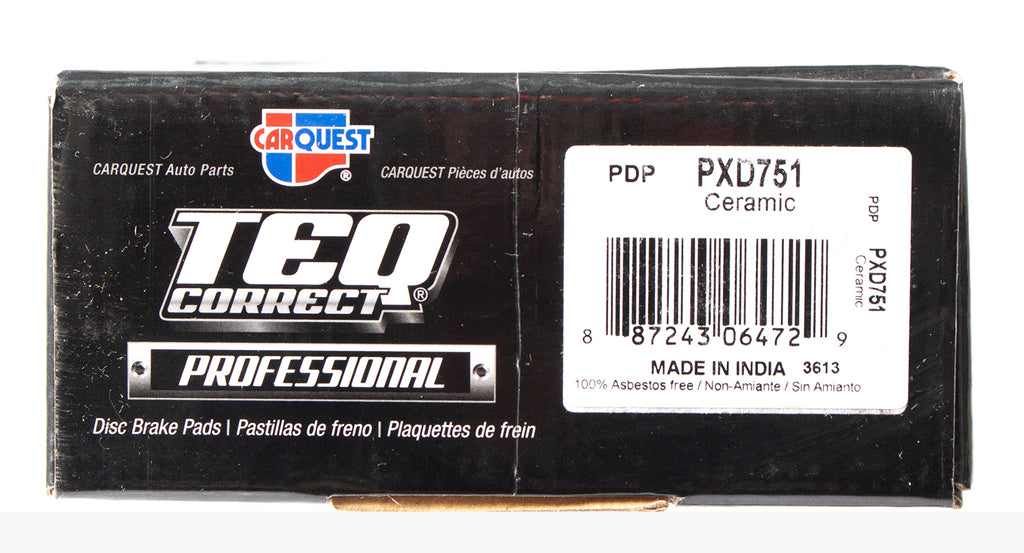 CARQUEST®
CARQUEST Auto Parts
CARQUEST Pièces d'autos
TEQ
CORRECT®
PROFESSIONAL
Disc Brake Pads | Pastillas de freno | Plaquettes de frein
PDP PXD751
Ceramic
8 87243 06472 9
MADE IN INDIA 3613
100% Asbestos free / Non-Amiante / Sin Amianto
PDP PXD751
Ceramic